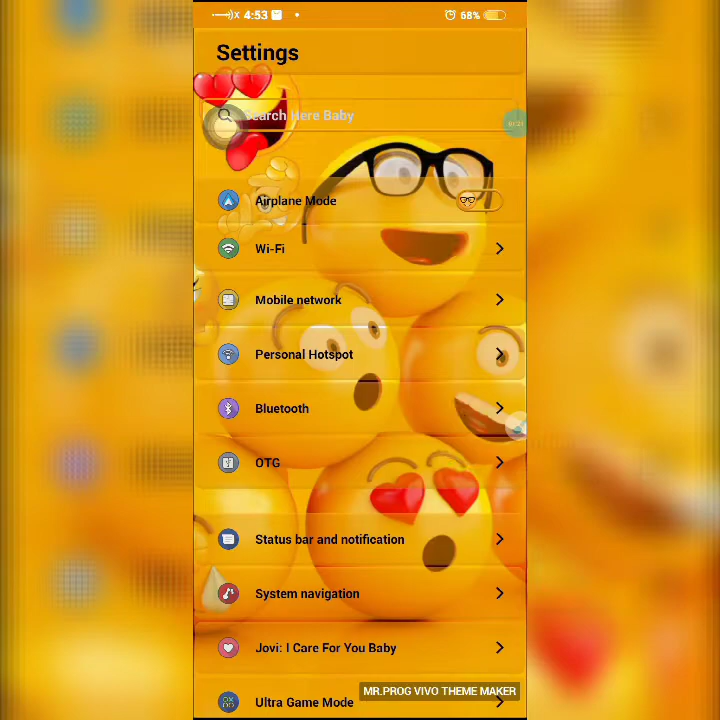 4:53
68%
Settings
Search Here Baby
Airplane Mode
Wi-Fi
Mobile network
Personal Hotspot
Bluetooth
OTG
Status bar and notification
System navigation
Jovi: I Care For You Baby
Ultra Game Mode
MR.PROG VIVO THEME MAKER